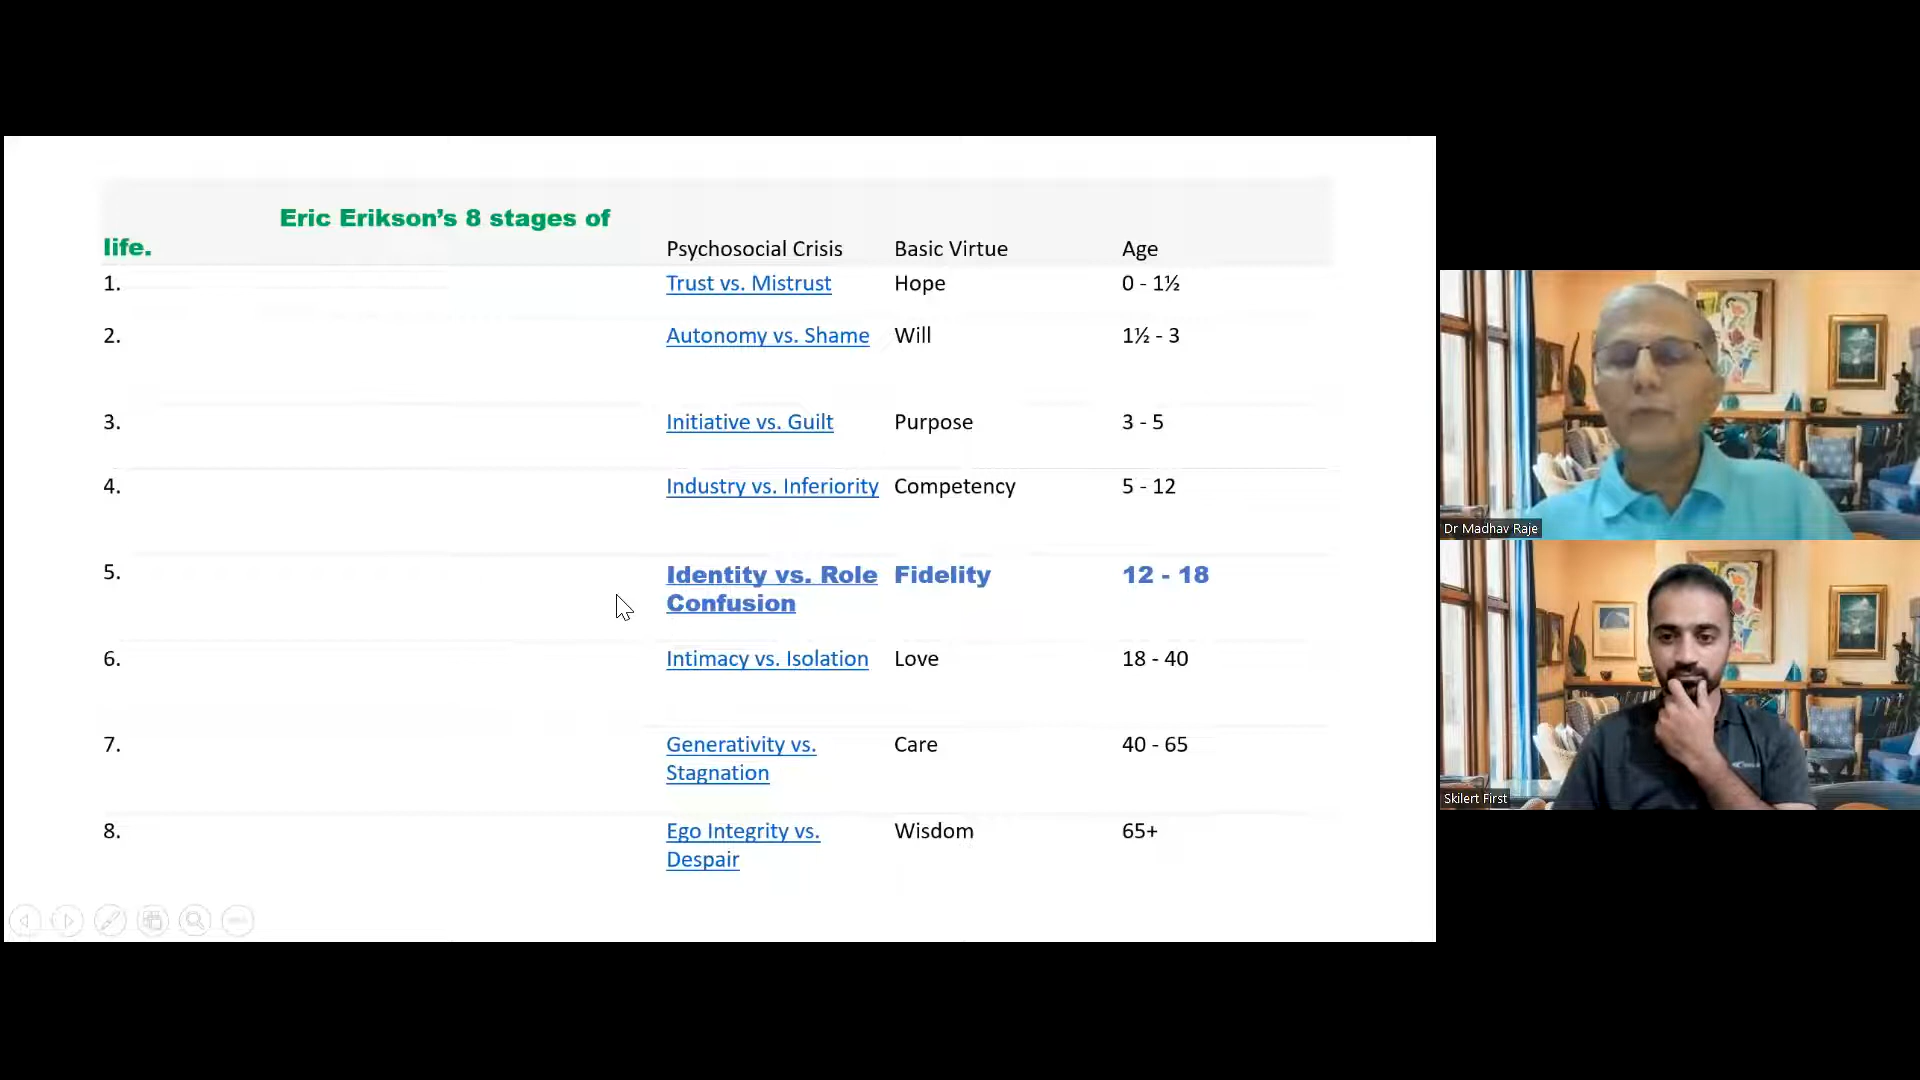 Eric Erikson's 8 stages of
life.
Psychosocial Crisis Basic Virtue Age
1. Trust vs. Mistrust Hope 0 - 1½
2. Autonomy vs. Shame Will 1½ - 3
3. Initiative vs. Guilt Purpose 3 - 5
4. Industry vs. Inferiority Competency 5 - 12
5. Identity vs. Role Fidelity 12 - 18
Confusion
6. Intimacy vs. Isolation Love 18 - 40
7. Generativity vs. Care 40 - 65
Stagnation
8. Ego Integrity vs. Wisdom 65+
Despair
Dr Madhav Raje
Skilert First